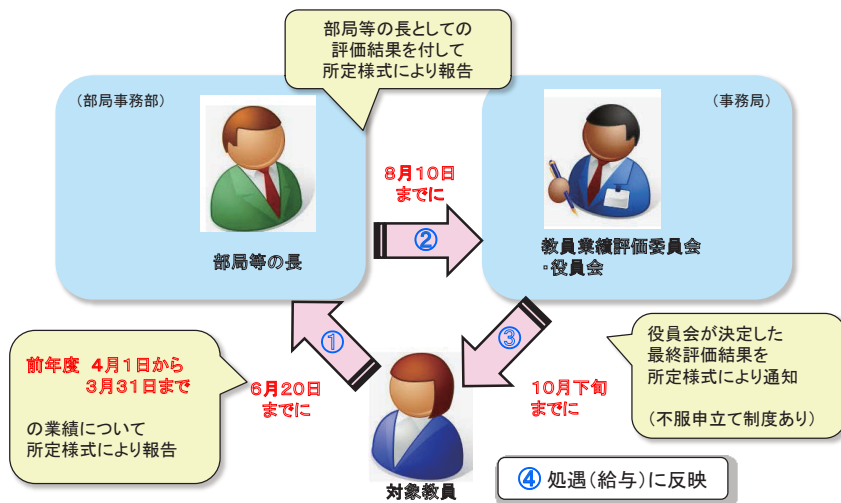 部局等の長としての
評価結果を付して
所定様式により報告
（部局事務部）
（事務局）
8月10日
までに
②
部局等の長
教員業績評価委員会
・役員会
①
③
前年度 4月1日から
3月31日まで
の業績について
所定様式により報告
6月20日
までに
10月下旬
までに
役員会が決定した
最終評価結果を
所定様式により通知
（不服申立て制度あり）
対象教員
④ 処遇（給与）に反映